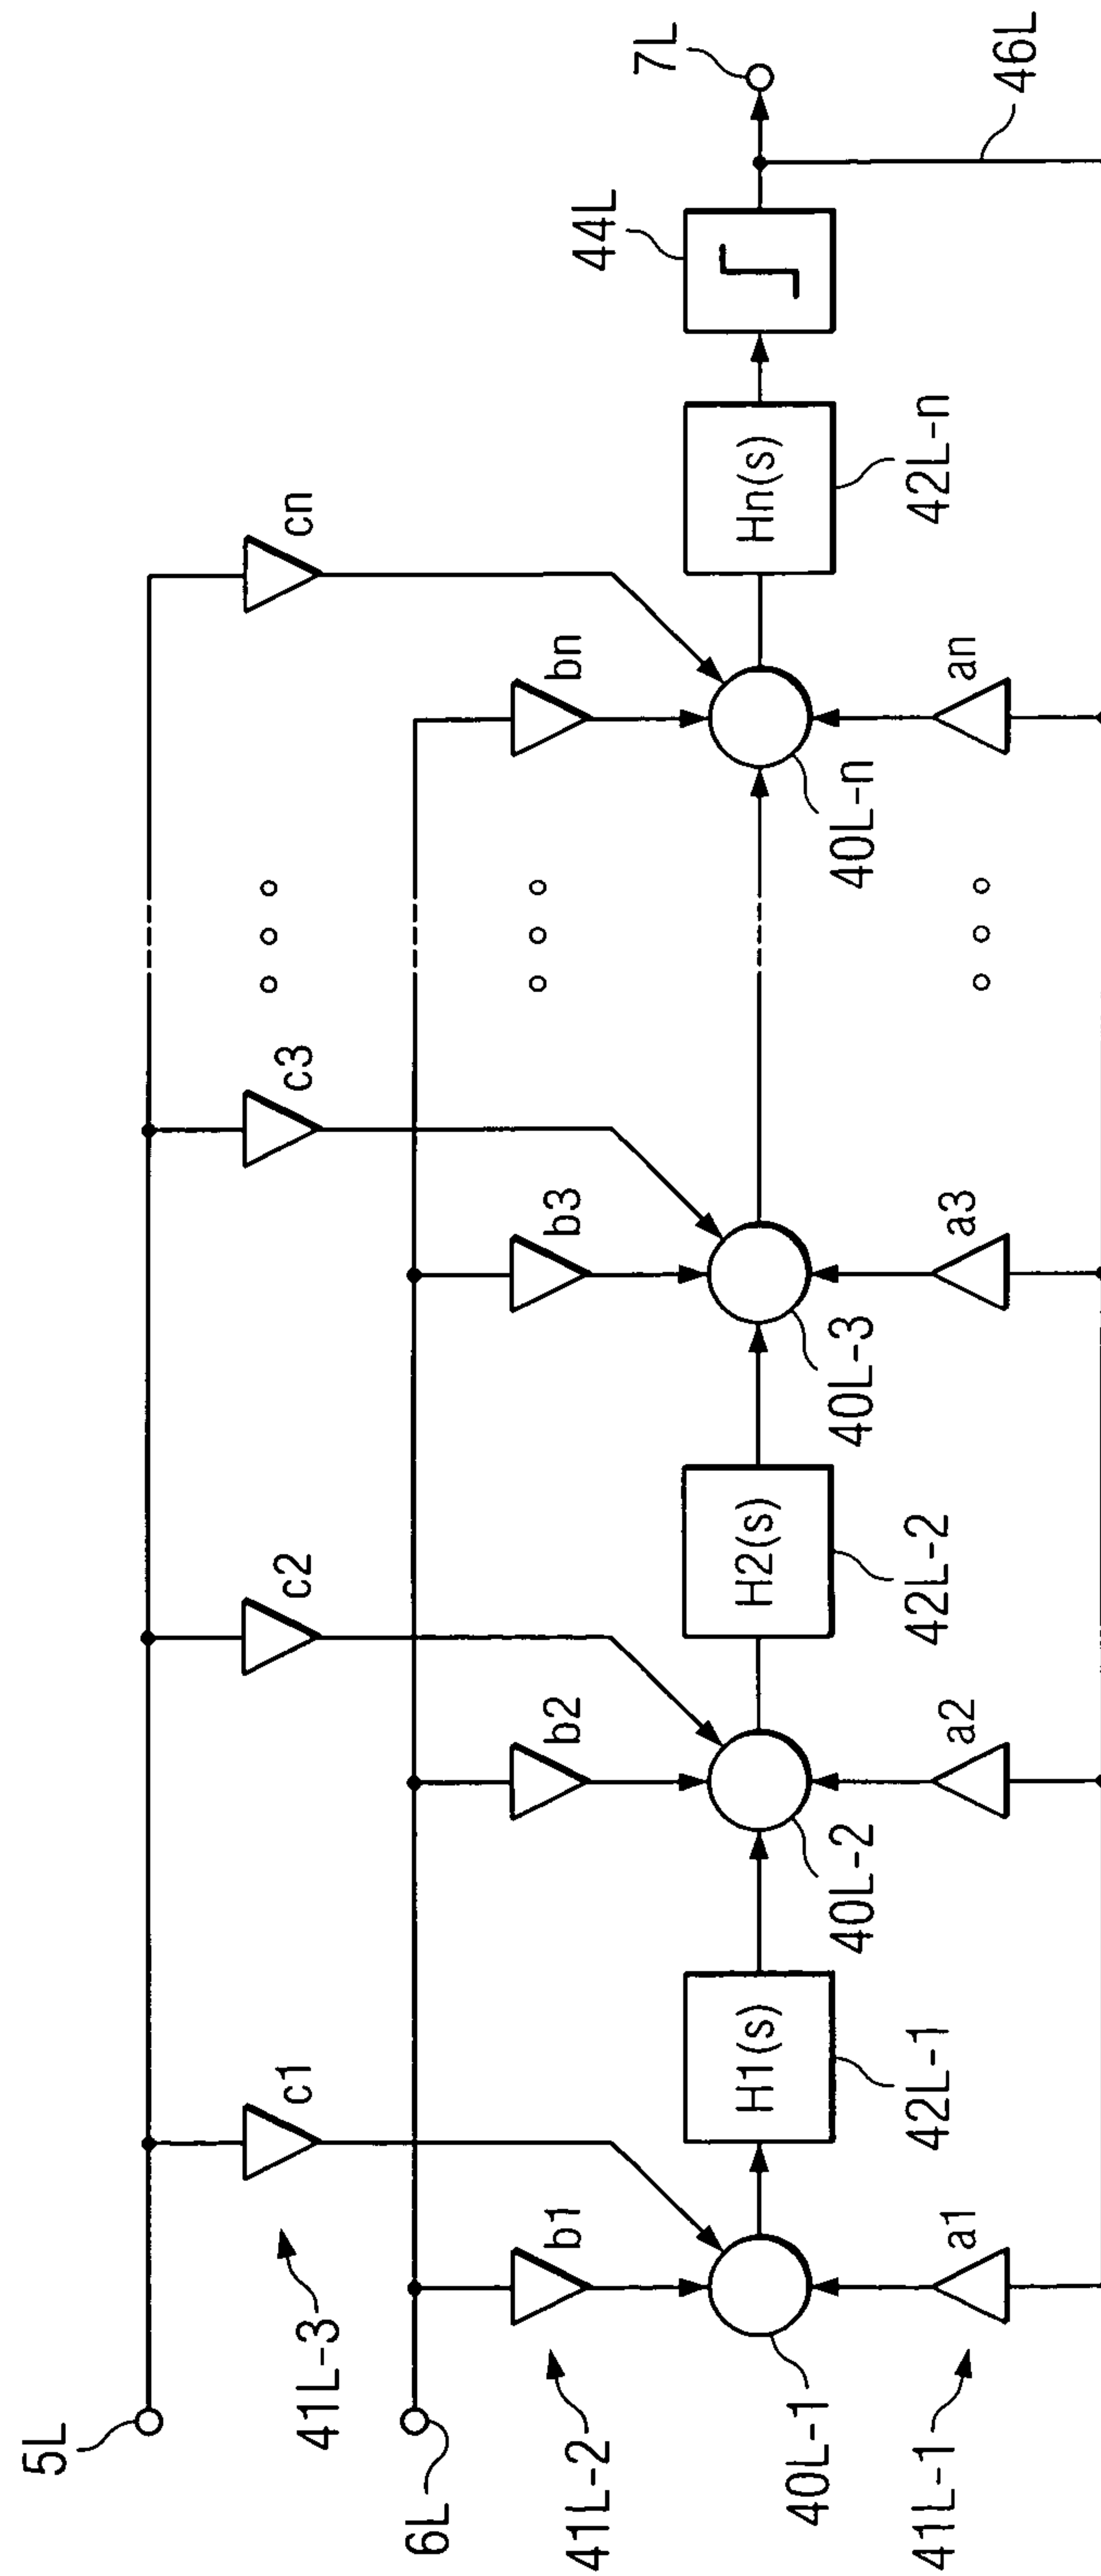 5L
41L-3
c1
c2
c3
cn
6L
41L-2
b1
b2
b3
bn
7L
44L
40L-1
H1(s)
42L-1
40L-2
H2(s)
42L-2
40L-3
40L-n
Hn(s)
42L-n
46L
41L-1
a1
a2
a3
an